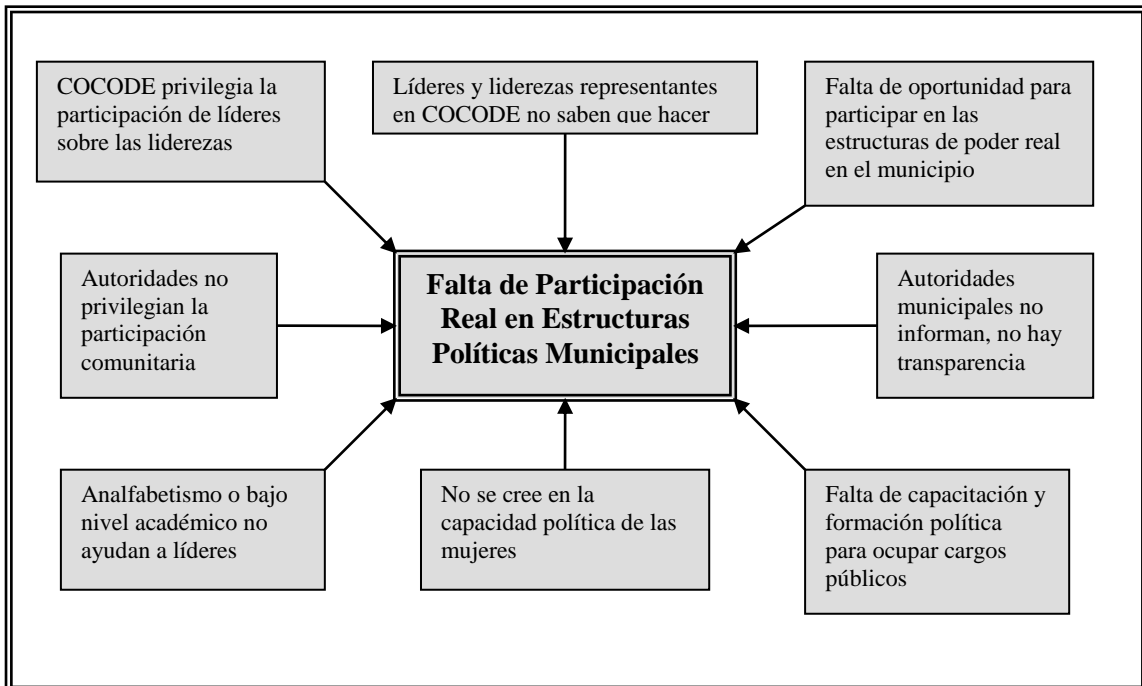 COCODE privilegia la
participación de líderes
sobre las liderezas
Líderes y liderezas representantes
en COCODE no saben que hacer
Falta de oportunidad para
participar en las
estructuras de poder real
en el municipio
Autoridades no
privilegian la
participación
comunitaria
Falta de Participación
Real en Estructuras
Políticas Municipales
Autoridades
municipales no
informan, no hay
transparencia
Analfabetismo o bajo
nivel académico no
ayudan a líderes
No se cree en la
capacidad política de las
mujeres
Falta de capacitación y
formación política
para ocupar cargos
públicos